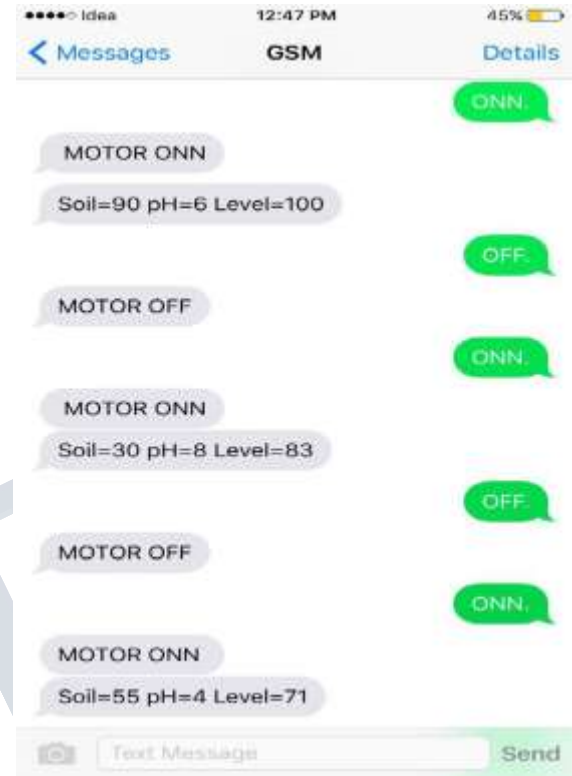 Idea 12:47 PM 45%
Messages GSM Details
ONN.
MOTOR ONN
Soil=90 pH=6 Level=100
OFF.
MOTOR OFF
ONN.
MOTOR ONN
Soil=30 pH=8 Level=83
OFF.
MOTOR OFF
ONN.
MOTOR ONN
Soil=55 pH=4 Level=71
Text Message Send